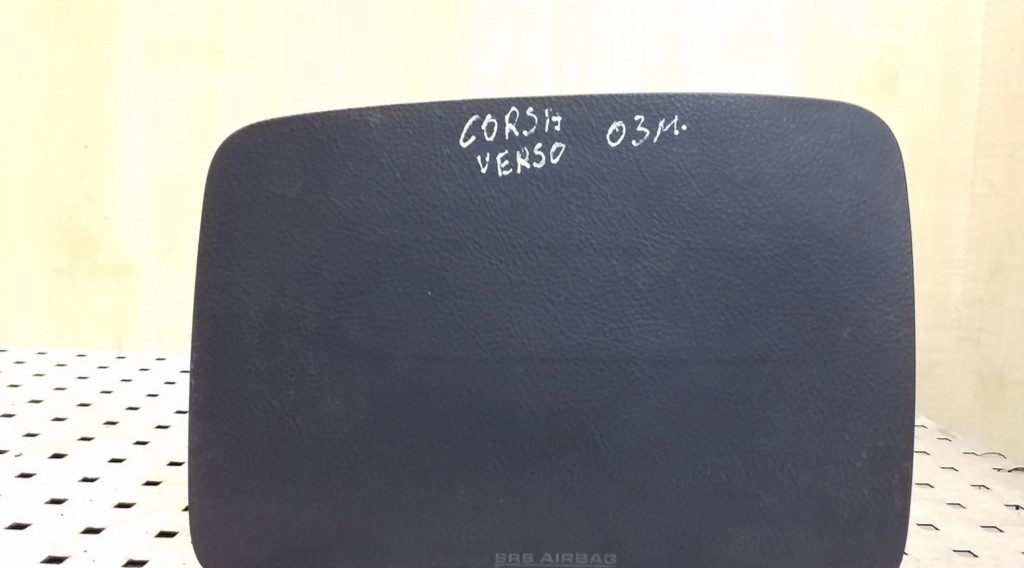 CORSA 03M.
VERSO
SRS AIRBAG